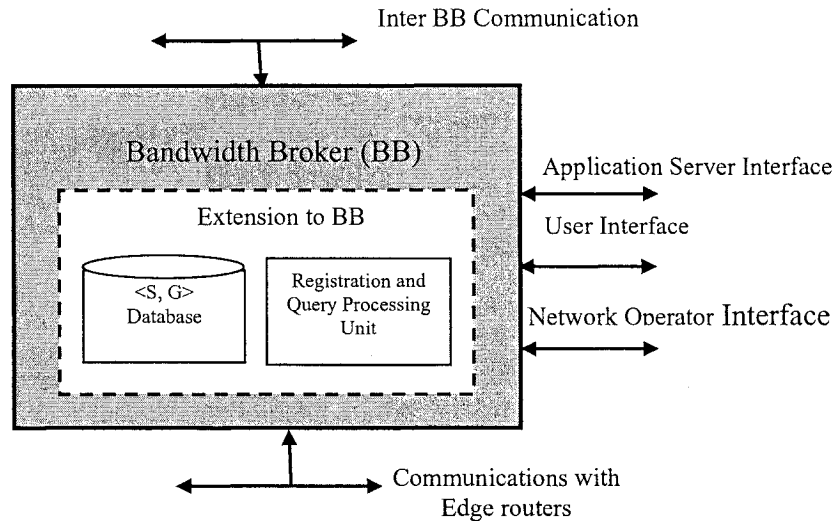 Inter BB Communication
Bandwidth Broker (BB)
Application Server Interface
Extension to BB
User Interface
<S, G>
Database
Registration and
Query Processing
Unit
Network Operator Interface
Communications with
Edge routers